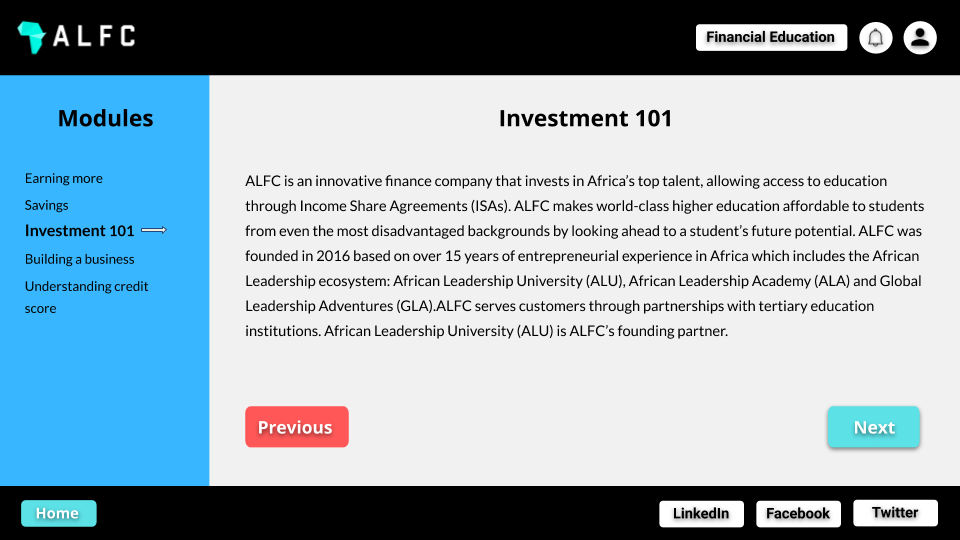 ALFC
Financial Education
Modules
Earning more
Savings
Investment 101
Building a business
Understanding credit
score
Investment 101
ALFC is an innovative finance company that invests in Africa’s top talent, allowing access to education
through Income Share Agreements (ISAs). ALFC makes world-class higher education affordable to students
from even the most disadvantaged backgrounds by looking ahead to a student’s future potential. ALFC was
founded in 2016 based on over 15 years of entrepreneurial experience in Africa which includes the African
Leadership ecosystem: African Leadership University (ALU), African Leadership Academy (ALA) and Global
Leadership Adventures (GLA).ALFC serves customers through partnerships with tertiary education
institutions. African Leadership University (ALU) is ALFC’s founding partner.
Previous
Next
Home
LinkedIn
Facebook
Twitter